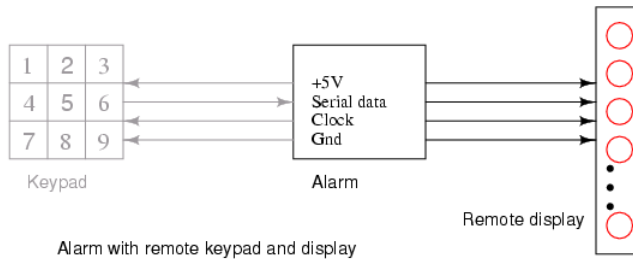 1 2 3
4 5 6
7 8 9
Keypad
+5V
Serial data
Clock
Gnd
Alarm
Remote display
Alarm with remote keypad and display